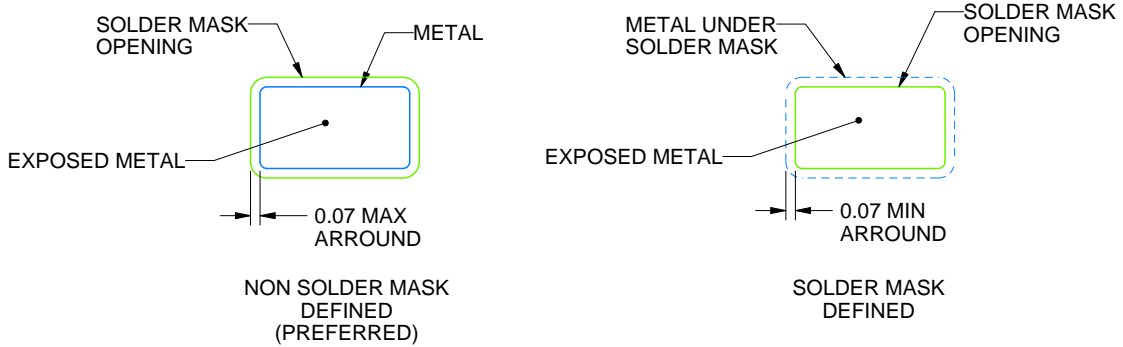 SOLDER MASK
OPENING
METAL
EXPOSED METAL
0.07 MAX
ARROUND
NON SOLDER MASK
DEFINED
(PREFERRED)
METAL UNDER
SOLDER MASK
SOLDER MASK
OPENING
EXPOSED METAL
0.07 MIN
ARROUND
SOLDER MASK
DEFINED